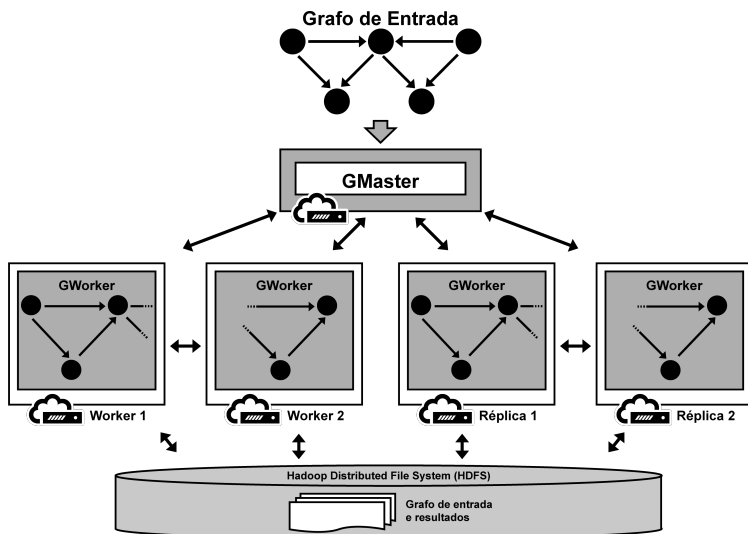 Grafo de Entrada
GMaster
GWorker
GWorker
GWorker
GWorker
Worker 1
Worker 2
Réplica 1
Réplica 2
Hadoop Distributed File System (HDFS)
Grafo de entrada
e resultados